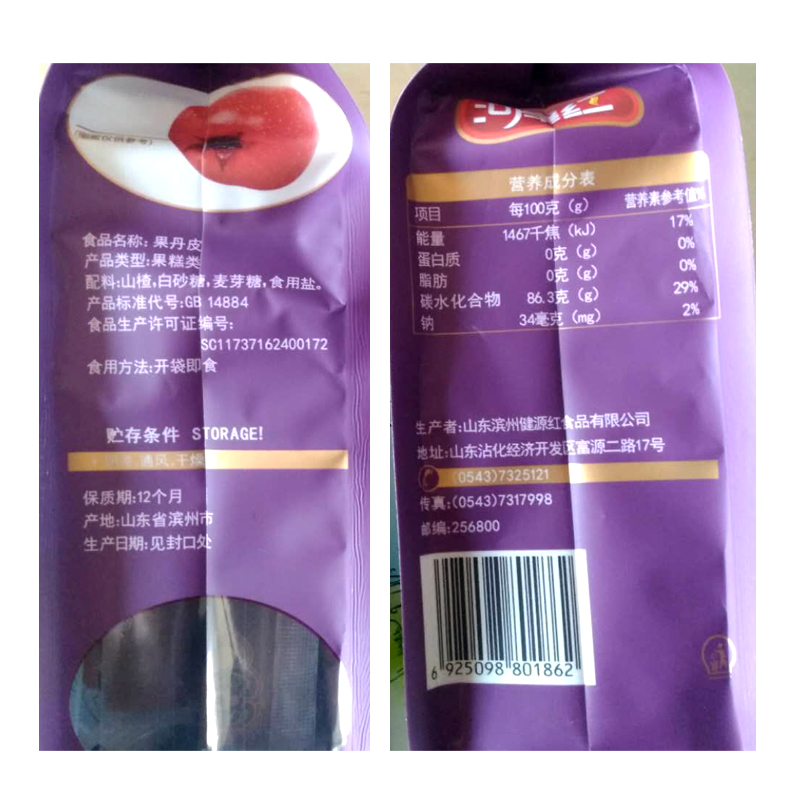 (图案仅供参考)
食品名称: 果丹皮
产品类型:果糕类
配料:山楂,白砂糖,麦芽糖,食用盐。
产品标准代号:GB 14884
食品生产许可证编号:
SC11737162400172
食用方法:开袋即食
贮存条件 STORAGE!
通风,干燥
保质期:12个月
产地:山东省滨州市
生产日期:见封口处
营养成分表
项目 每100克 (g) 营养素参考值%
能量 1467千焦 (kJ) 17%
蛋白质 0克 (g) 0%
脂肪 0克 (g) 0%
碳水化合物 86.3克 (g) 29%
钠 34毫克 (mg) 2%
生产者:山东滨州健源红食品有限公司
地址:山东沾化经济开发区富源二路17号
(0543)7325121
传真:(0543)7317998
邮编:256800
6 925098 801862